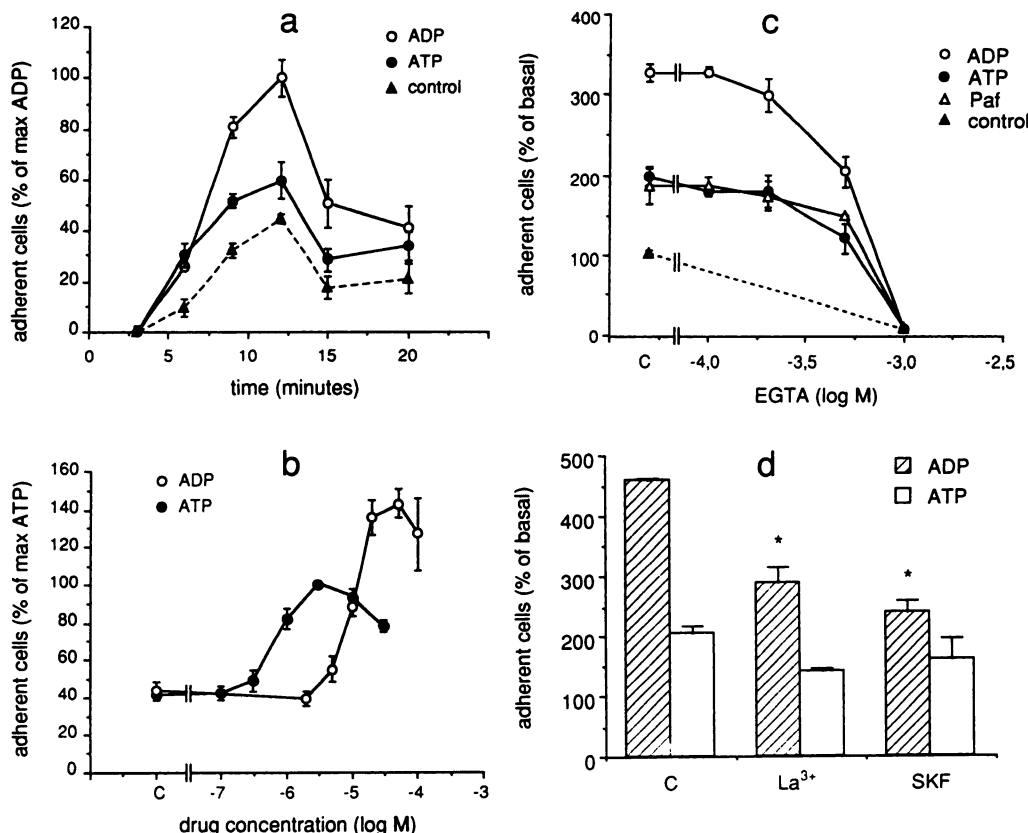 a
adherent cells (% of max ADP)
120
100
80
60
40
20
0
0 5 10 15 20
time (minutes)
ADP
ATP
control
c
adherent cells (% of basal)
400
300
200
100
0
C -4,0 -3,5 -3,0 -2,5
EGTA (log M)
ADP
ATP
Paf
control
b
adherent cells (% of max ATP)
160
140
120
100
80
60
40
20
0
C -7 -6 -5 -4 -3
drug concentration (log M)
ADP
ATP
d
adherent cells (% of basal)
500
400
300
200
100
0
* *
C La³⁺ SKF
ADP
ATP